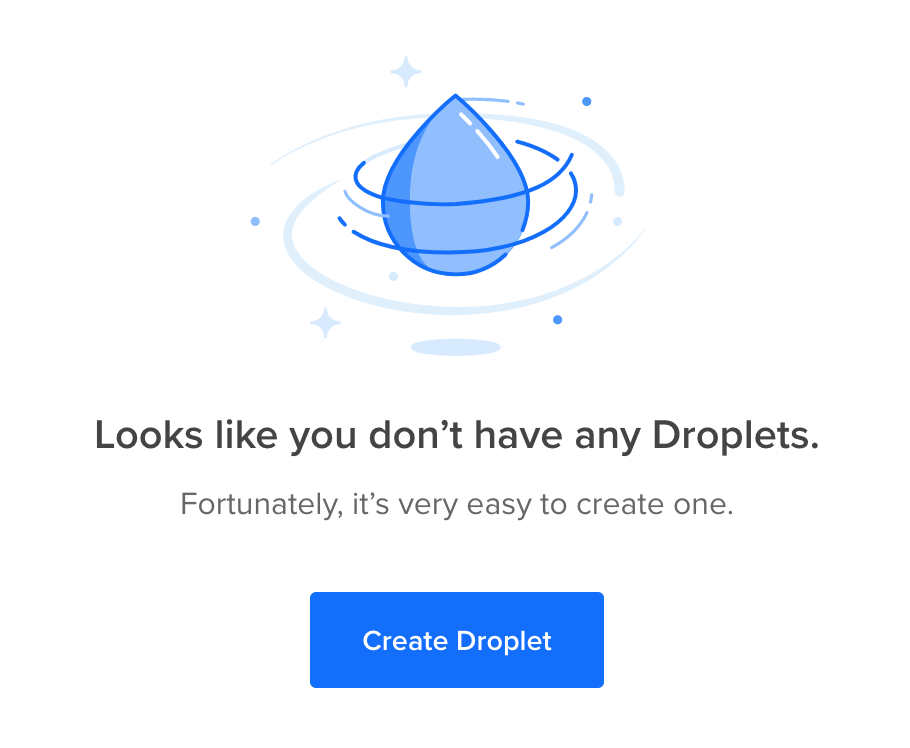 Looks like you don’t have any Droplets.
Fortunately, it’s very easy to create one.
Create Droplet